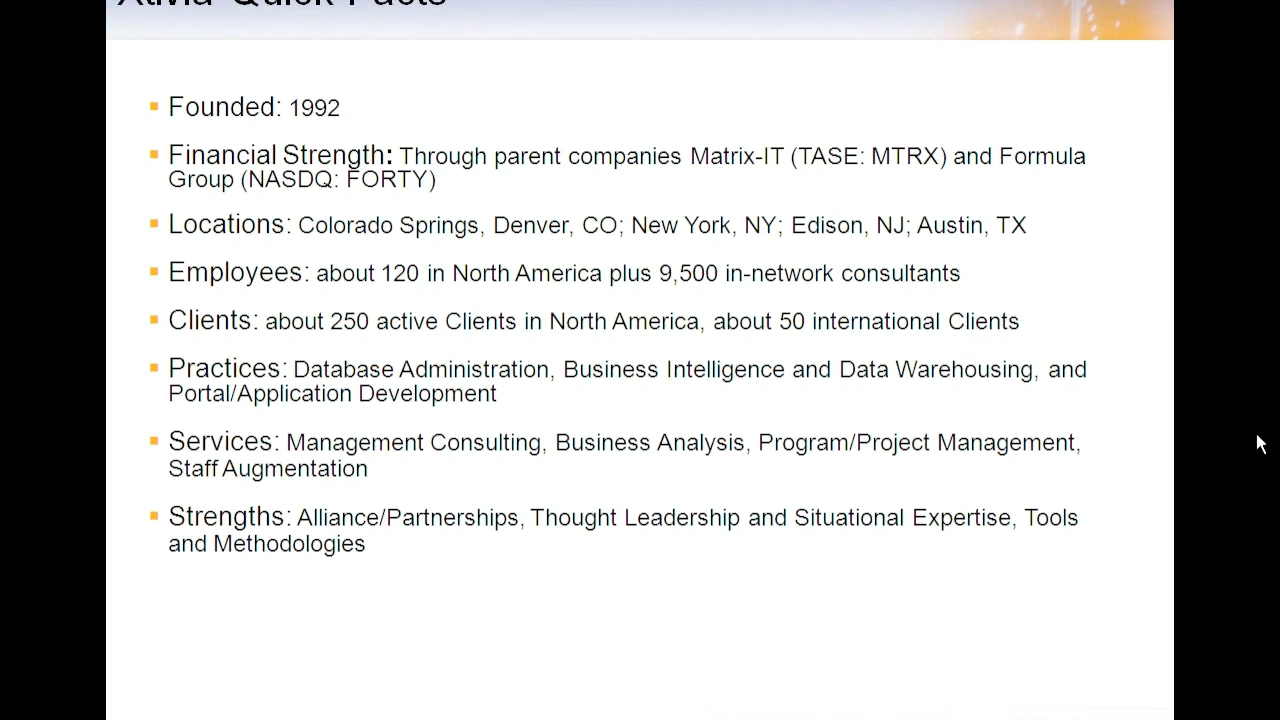 Quick Facts
Founded: 1992
Financial Strength: Through parent companies Matrix-IT (TASE: MTRX) and Formula
Group (NASDQ: FORTY)
Locations: Colorado Springs, Denver, CO; New York, NY; Edison, NJ; Austin, TX
Employees: about 120 in North America plus 9,500 in-network consultants
Clients: about 250 active Clients in North America, about 50 international Clients
Practices: Database Administration, Business Intelligence and Data Warehousing, and
Portal/Application Development
Services: Management Consulting, Business Analysis, Program/Project Management,
Staff Augmentation
Strengths: Alliance/Partnerships, Thought Leadership and Situational Expertise, Tools
and Methodologies